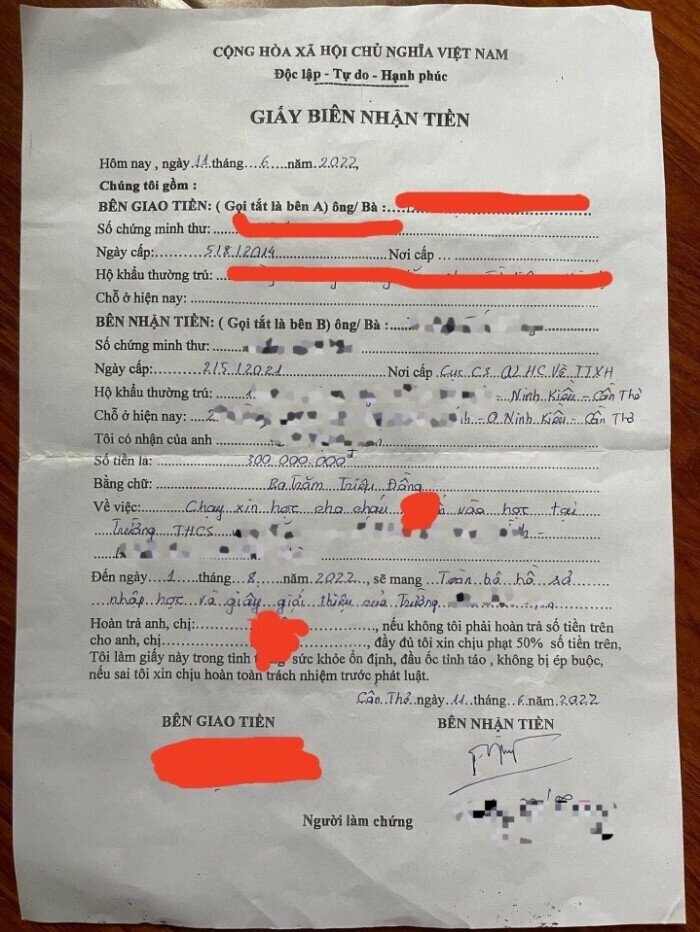 CỘNG HÒA XÃ HỘI CHỦ NGHĨA VIỆT NAM
Độc lập - Tự do - Hạnh phúc
GIẤY BIÊN NHẬN TIỀN
Hôm nay , ngày 11 tháng 6 năm 2022,
Chúng tôi gồm :
BÊN GIAO TIỀN: ( Gọi tắt là bên A) ông/ Bà :
Số chứng minh thư:
Ngày cấp: 5/8/2014 Nơi cấp :
Hộ khẩu thường trú:
Chỗ ở hiện nay:
BÊN NHẬN TIỀN: ( Gọi tắt là bên B) ông/ Bà :
Số chứng minh thư:
Ngày cấp: 2/5/2021 Nơi cấp Cục CS QLHC Về TTXH
Hộ khẩu thường trú: 1 - Ninh Kiều - Cần Thơ
Chỗ ở hiện nay: 2 - Q Ninh Kiều - Cần Thơ
Tôi có nhận của anh
Số tiền là: 300 000 000đ
Bằng chữ: Ba Trăm Triệu Đồng
Về việc: Chạy xin học cho cháu vào học tại
Trường THCS
Đến ngày 1 tháng 8 năm 2022, sẽ mang Toàn bộ hồ sơ
nhập học và giấy giới thiệu của Trường
Hoàn trả anh, chị: , nếu không tôi phải hoàn trả số tiền trên
cho anh, chị , đầy đủ tôi xin chịu phạt 50% số tiền trên,
Tôi làm giấy này trong tình sức khỏe ổn định, đầu ốc tỉnh táo , không bị ép buộc,
nếu sai tôi xin chịu hoàn toàn trách nhiệm trước phát luật.
Cần Thơ ngày 11 tháng 6 năm 2022
BÊN GIAO TIỀN BÊN NHẬN TIỀN
Người làm chứng